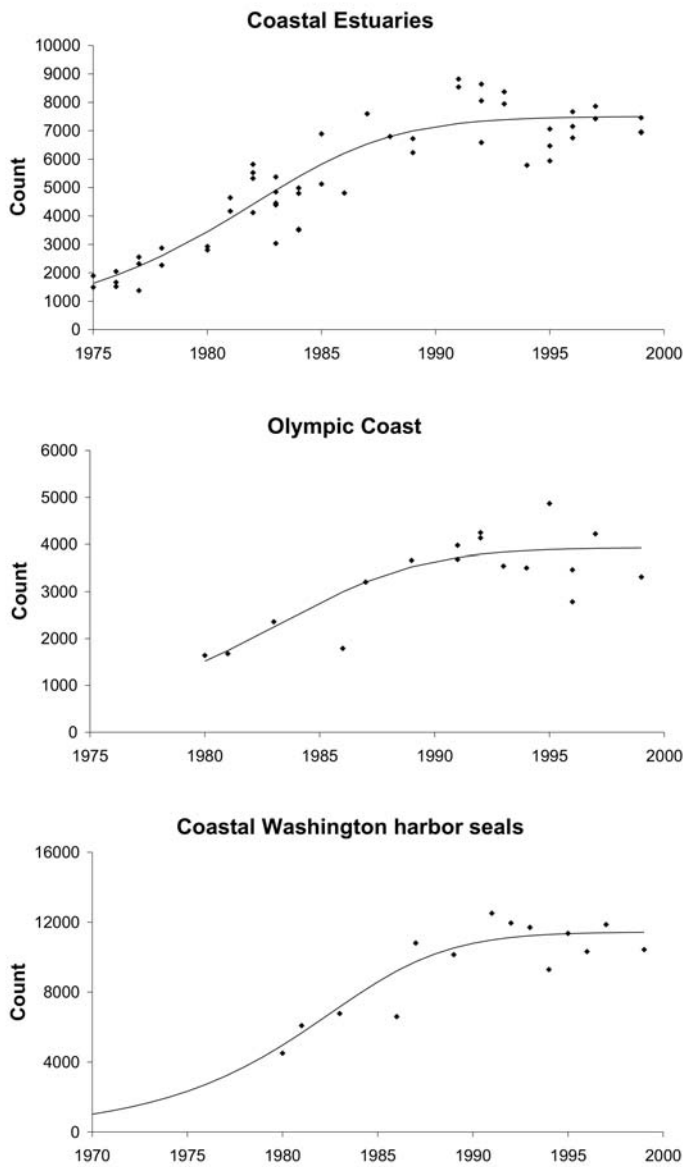 Coastal Estuaries
10000
9000
8000
7000
6000
5000
4000
3000
2000
1000
0
Count
1975 1980 1985 1990 1995 2000
Olympic Coast
6000
5000
4000
3000
2000
1000
0
Count
1975 1980 1985 1990 1995 2000
Coastal Washington harbor seals
16000
12000
8000
4000
0
Count
1970 1975 1980 1985 1990 1995 2000